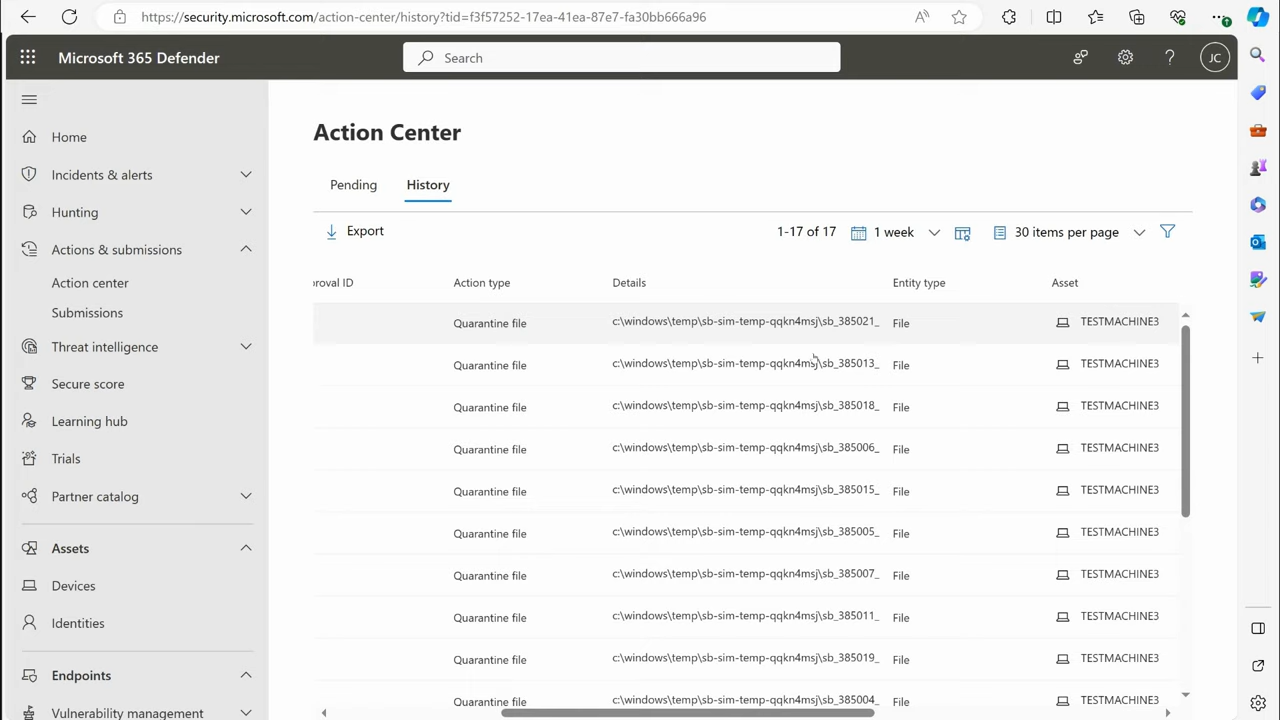 https://security.microsoft.com/action-center/history?tid=f3f57252-17ea-41ea-87e7-fa30bb666a96
Microsoft 365 Defender
Search
JC
Home
Incidents & alerts
Hunting
Actions & submissions
Action center
Submissions
Threat intelligence
Secure score
Learning hub
Trials
Partner catalog
Assets
Devices
Identities
Endpoints
Vulnerability management
Action Center
Pending History
Export 1-17 of 17 1 week 30 items per page
roval ID Action type Details Entity type Asset
Quarantine file c:\windows\temp\sb-sim-temp-qqkn4msj\sb_385021_ File TESTMACHINE3
Quarantine file c:\windows\temp\sb-sim-temp-qqkn4msj\sb_385013_ File TESTMACHINE3
Quarantine file c:\windows\temp\sb-sim-temp-qqkn4msj\sb_385018_ File TESTMACHINE3
Quarantine file c:\windows\temp\sb-sim-temp-qqkn4msj\sb_385006_ File TESTMACHINE3
Quarantine file c:\windows\temp\sb-sim-temp-qqkn4msj\sb_385015_ File TESTMACHINE3
Quarantine file c:\windows\temp\sb-sim-temp-qqkn4msj\sb_385005_ File TESTMACHINE3
Quarantine file c:\windows\temp\sb-sim-temp-qqkn4msj\sb_385007_ File TESTMACHINE3
Quarantine file c:\windows\temp\sb-sim-temp-qqkn4msj\sb_385011_ File TESTMACHINE3
Quarantine file c:\windows\temp\sb-sim-temp-qqkn4msj\sb_385019_ File TESTMACHINE3
Quarantine file c:\windows\temp\sb-sim-temp-qqkn4msj\sb_385004_ File TESTMACHINE3